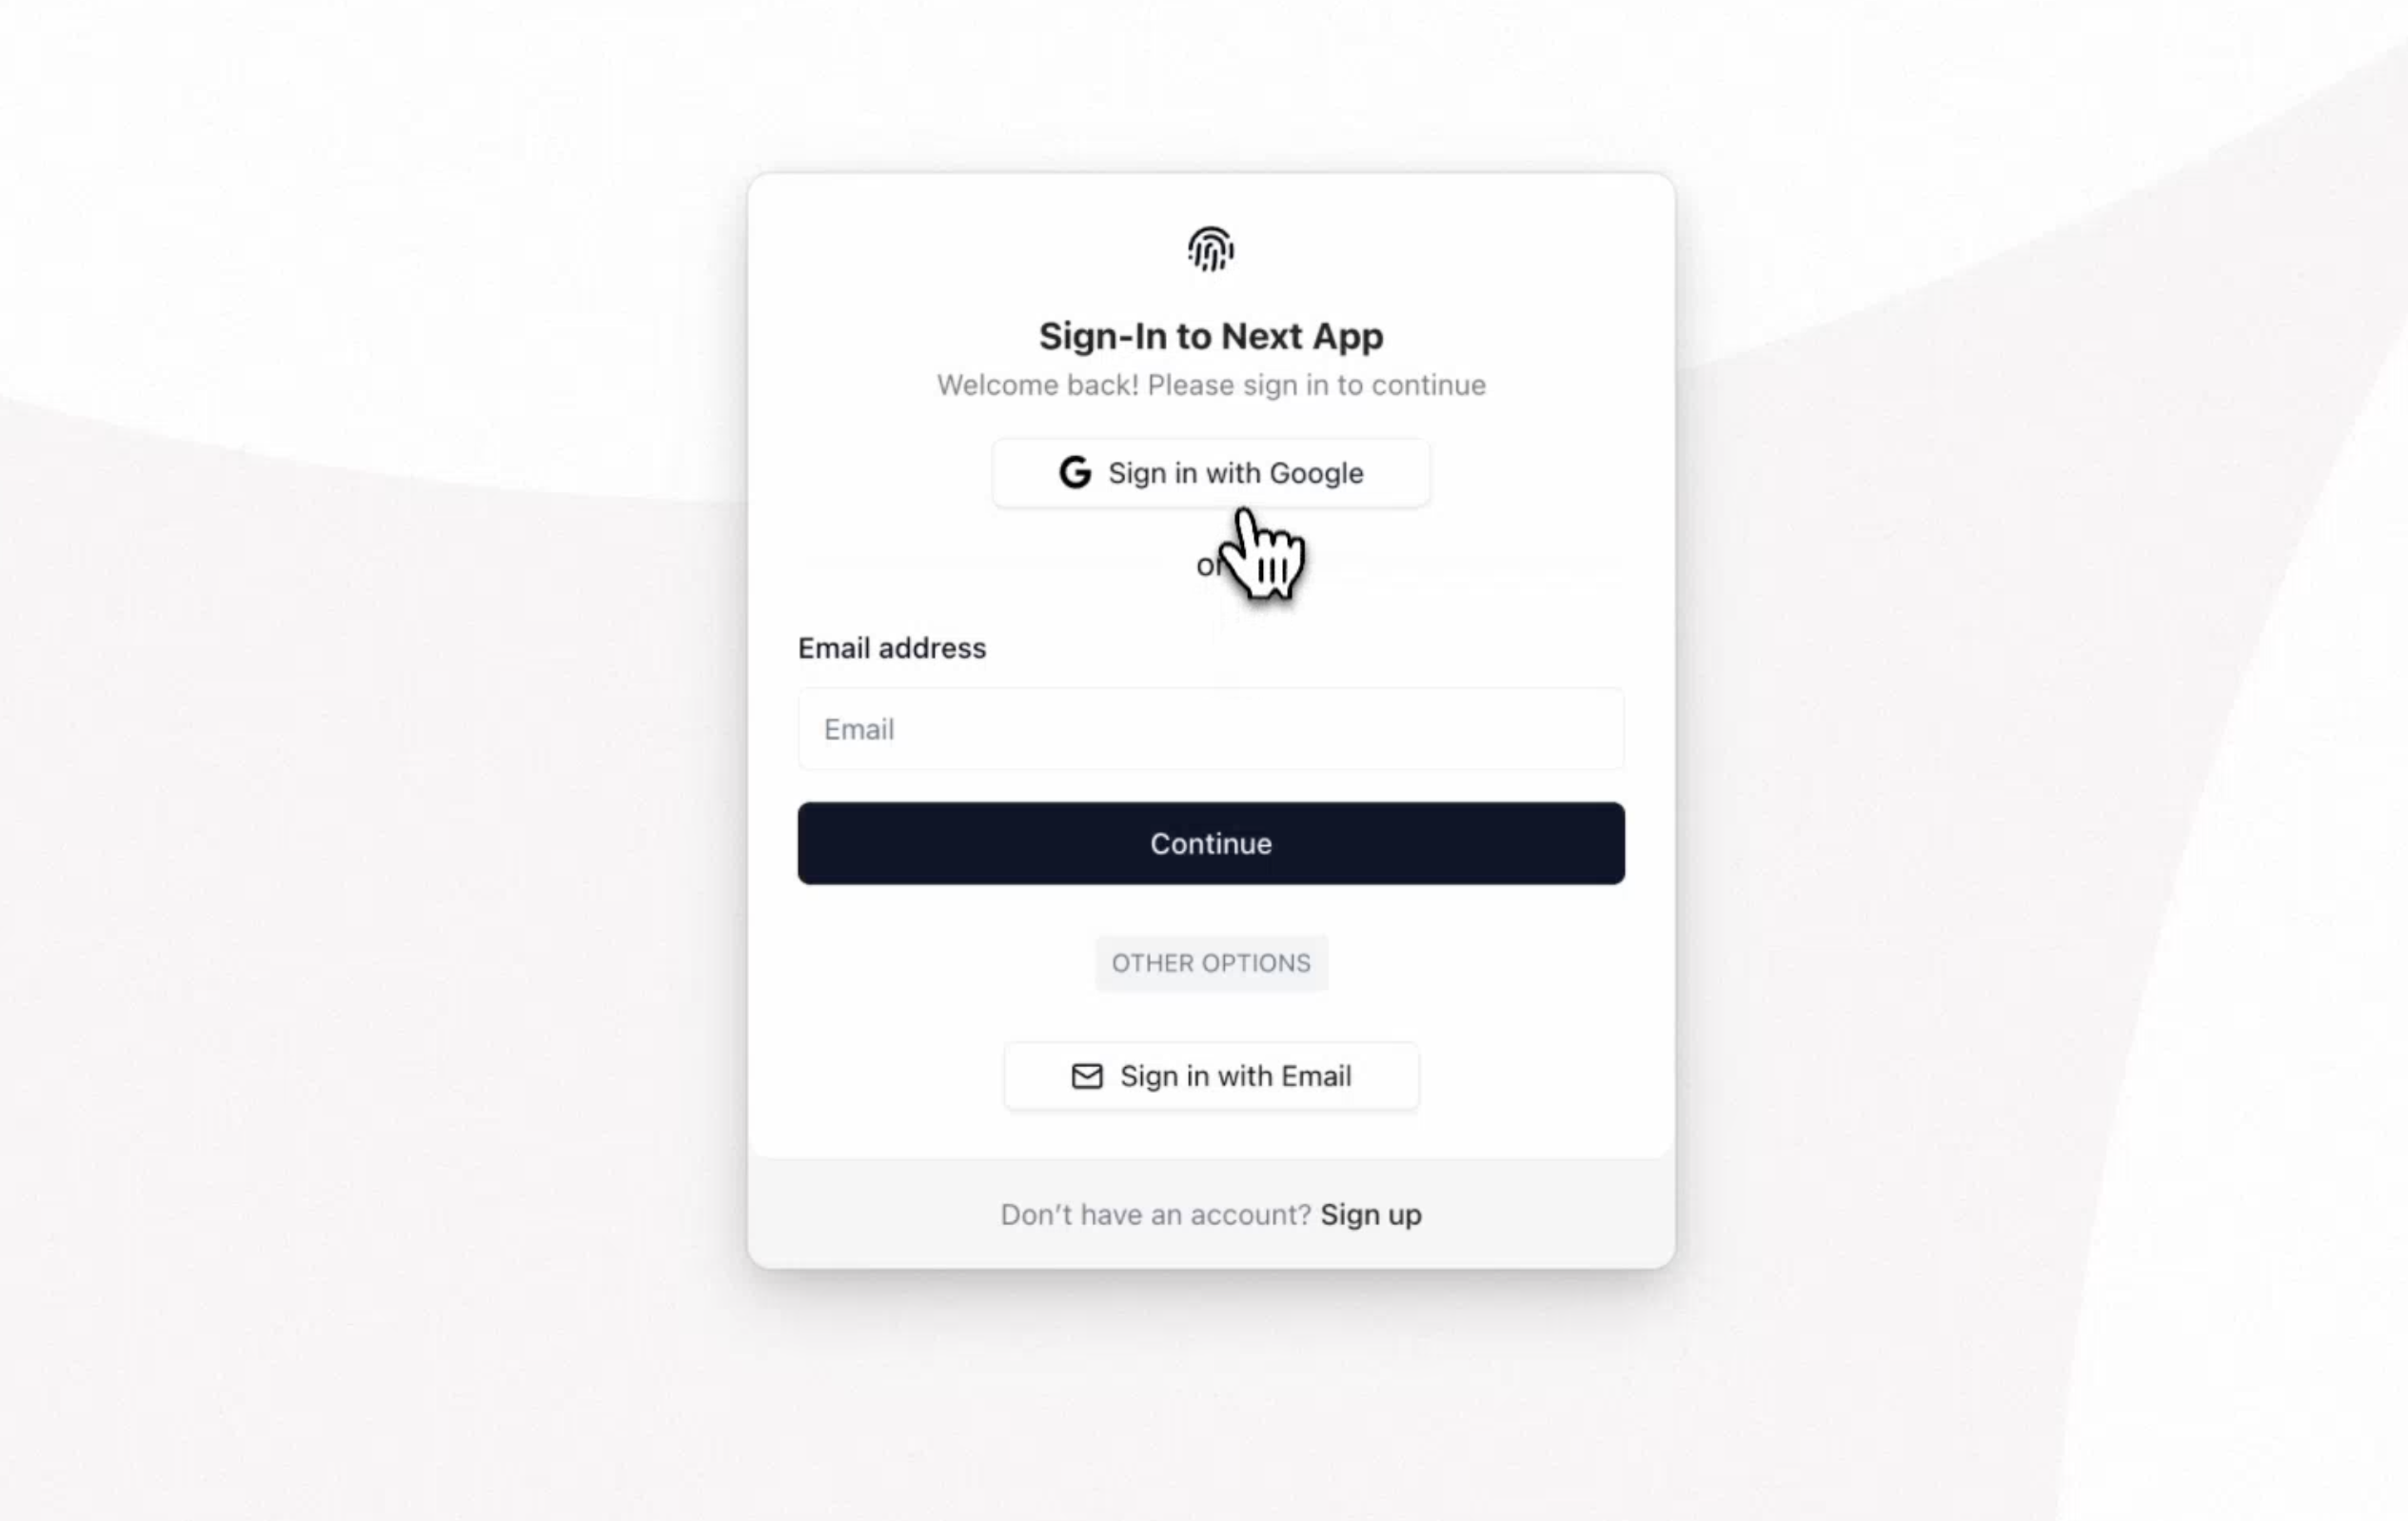 Sign-In to Next App
Welcome back! Please sign in to continue
G Sign in with Google
or
Email address
Email
Continue
OTHER OPTIONS
Sign in with Email
Don’t have an account? Sign up